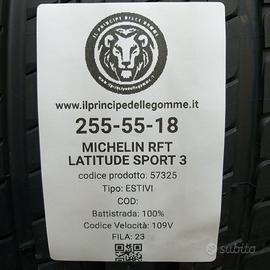 IL PRINCIPE DELLE GOMME
www.ilprincipedellegomme.it
255-55-18
MICHELIN RFT
LATITUDE SPORT 3
codice prodotto: 57325
Tipo: ESTIVI
COD:
Battistrada: 100%
Codice Velocità: 109V
FILA: 23
subito